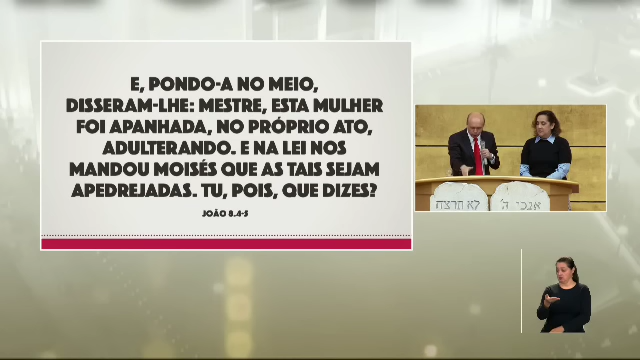 E, PONDO-A NO MEIO,
DISSERAM-LHE: MESTRE, ESTA MULHER
FOI APANHADA, NO PRÓPRIO ATO,
ADULTERANDO. E NA LEI NOS
MANDOU MOISÉS QUE AS TAIS SEJAM
APEDREJADAS. TU, POIS, QUE DIZES?
JOÃO 8.4-5
לא תרצח
אנכי ה'